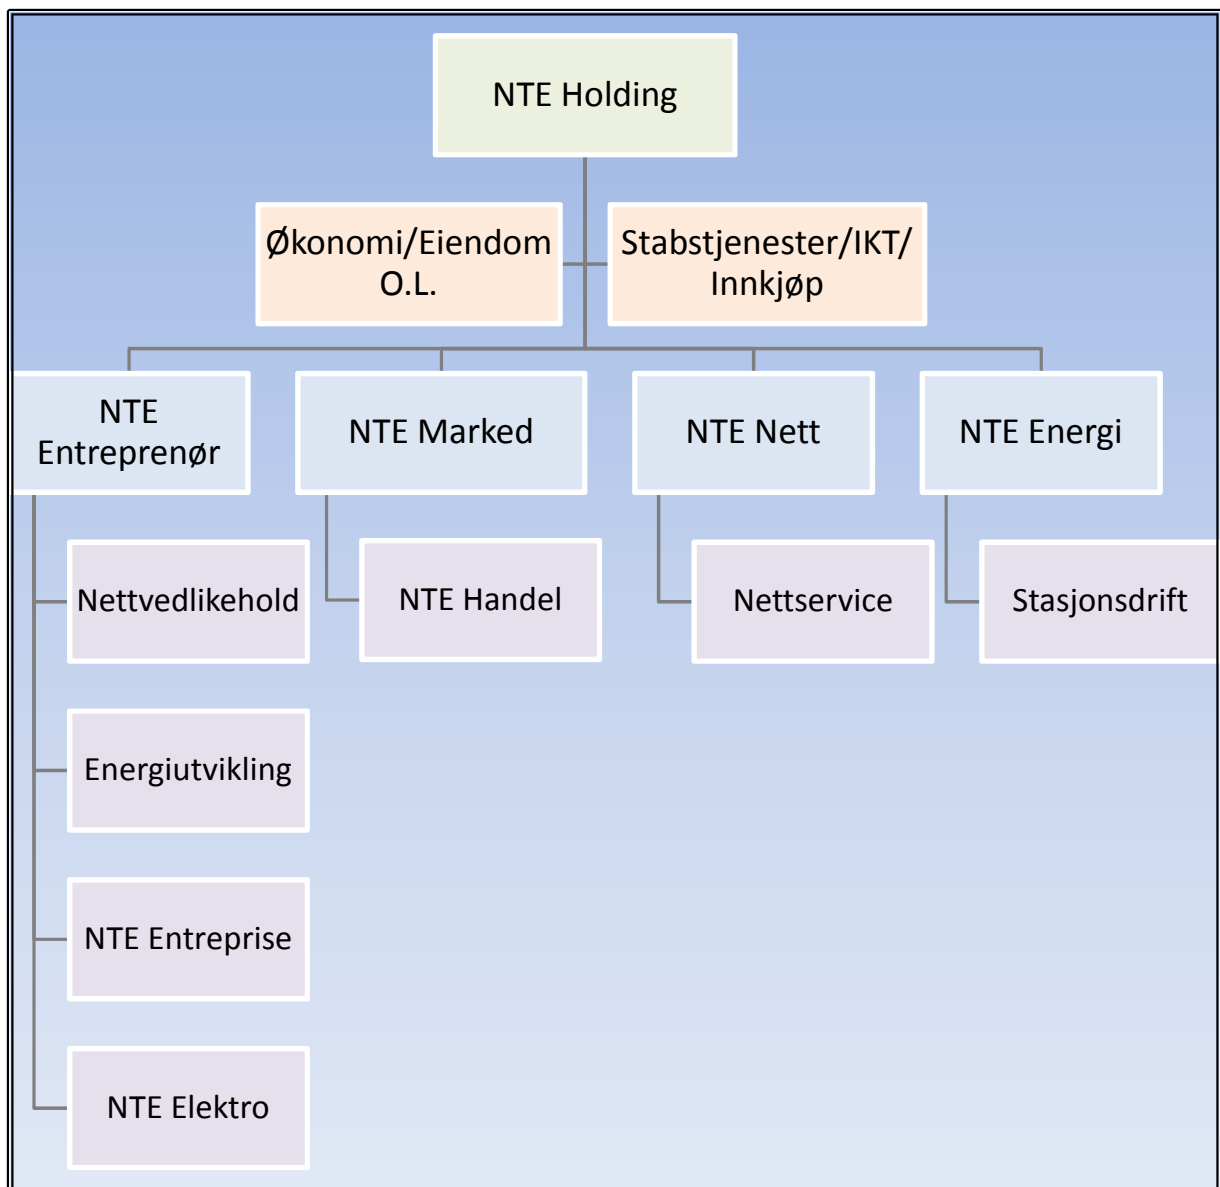 NTE Holding
Økonomi/Eiendom
O.L.
Stabstjenester/IKT/
Innkjøp
NTE
Entreprenør
NTE Marked
NTE Nett
NTE Energi
Nettvedlikehold
NTE Handel
Nettservice
Stasjonsdrift
Energiutvikling
NTE Entreprise
NTE Elektro